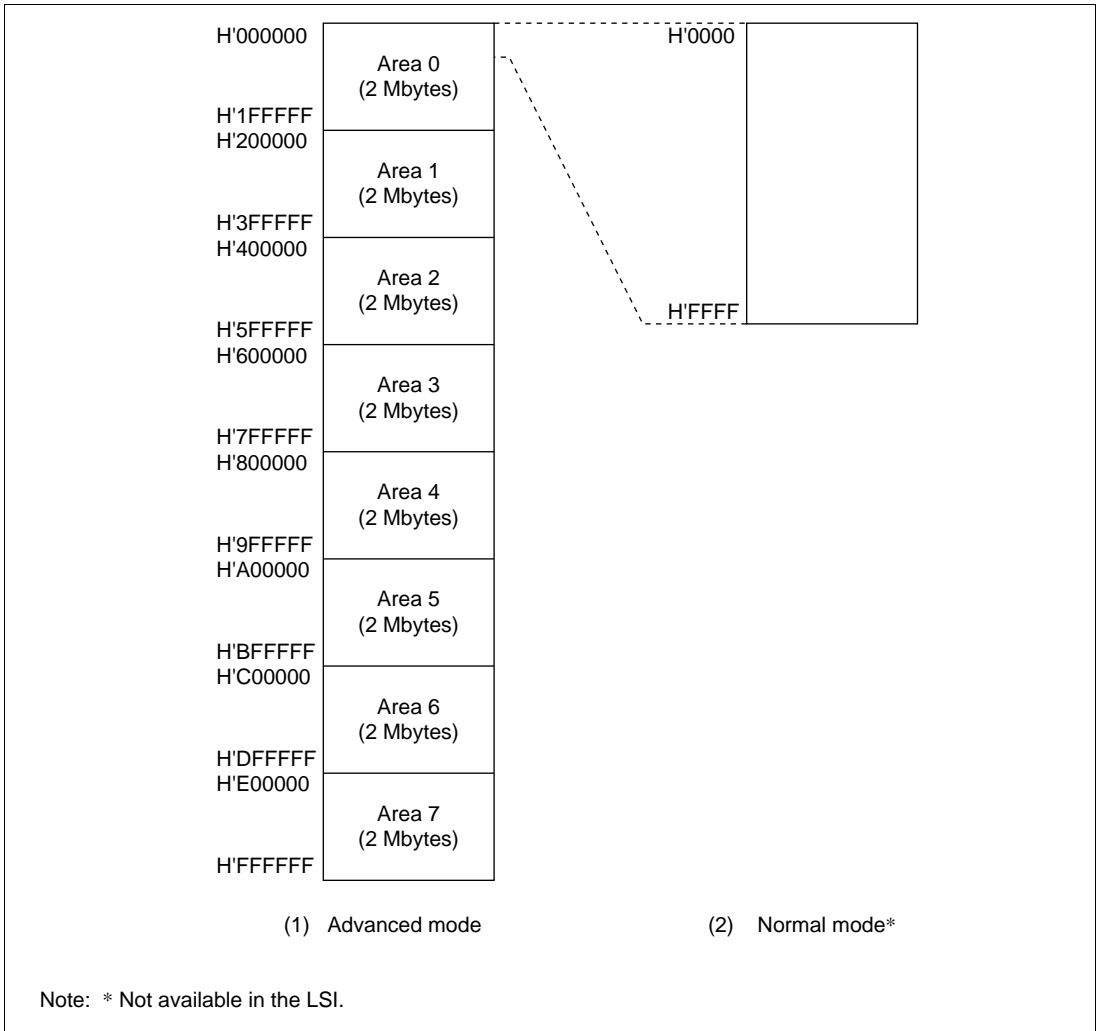 H'000000
Area 0
(2 Mbytes)
H'1FFFFF
H'200000
Area 1
(2 Mbytes)
H'3FFFFF
H'400000
Area 2
(2 Mbytes)
H'5FFFFF
H'600000
Area 3
(2 Mbytes)
H'7FFFFF
H'800000
Area 4
(2 Mbytes)
H'9FFFFF
H'A00000
Area 5
(2 Mbytes)
H'BFFFFF
H'C00000
Area 6
(2 Mbytes)
H'DFFFFF
H'E00000
Area 7
(2 Mbytes)
H'FFFFFF
(1) Advanced mode
H'0000
H'FFFF
(2) Normal mode*
Note: * Not available in the LSI.